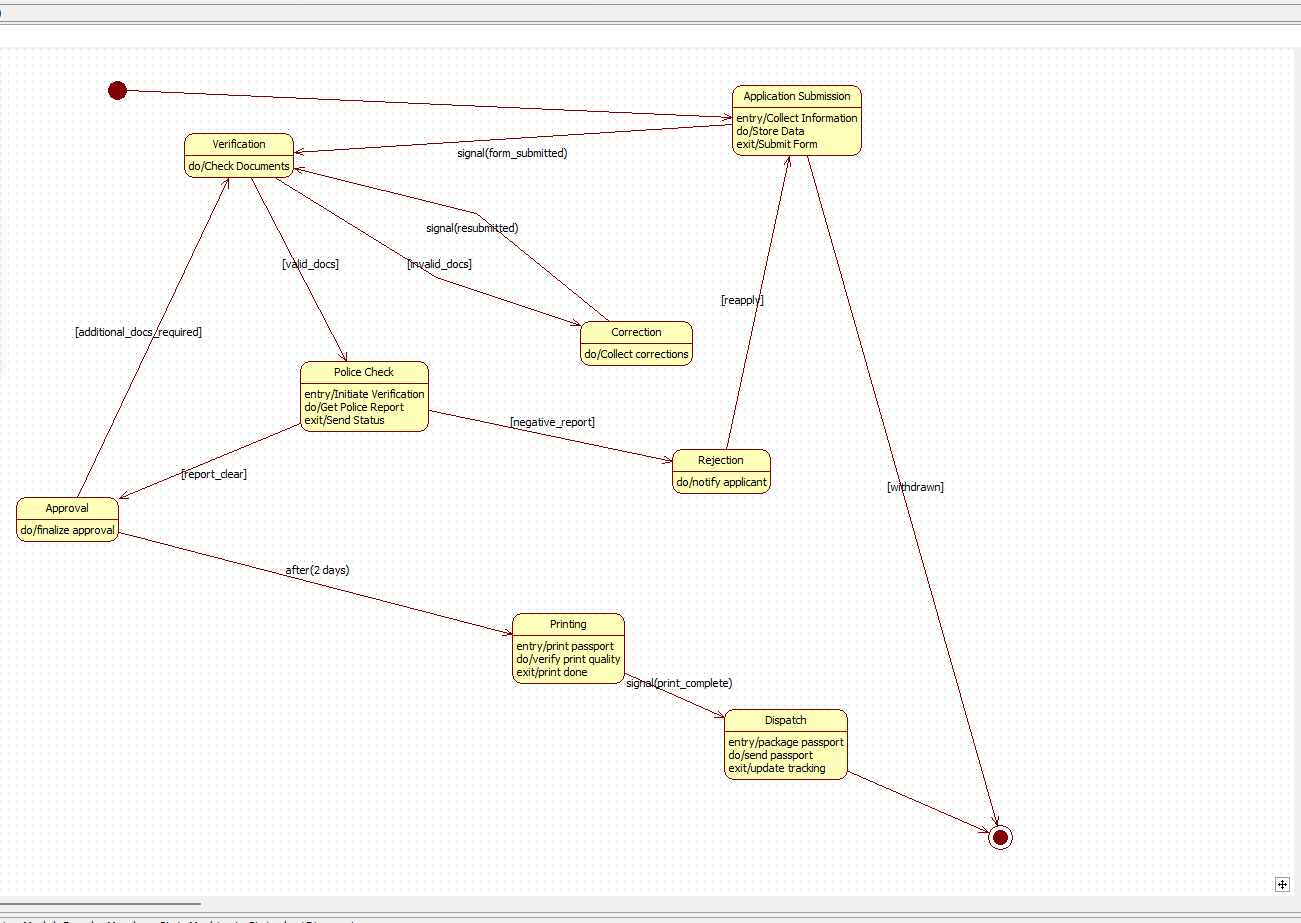 Application Submission
entry/Collect Information
do/Store Data
exit/Submit Form
Verification
do/Check Documents
signal(form_submitted)
signal(resubmitted)
[valid_docs]
[invalid_docs]
[reapply]
[additional_docs_required]
Correction
do/Collect corrections
Police Check
entry/Initiate Verification
do/Get Police Report
exit/Send Status
[negative_report]
Rejection
do/notify applicant
[report_clear]
[withdrawn]
Approval
do/finalize approval
after(2 days)
Printing
entry/print passport
do/verify print quality
exit/print done
signal(print_complete)
Dispatch
entry/package passport
do/send passport
exit/update tracking